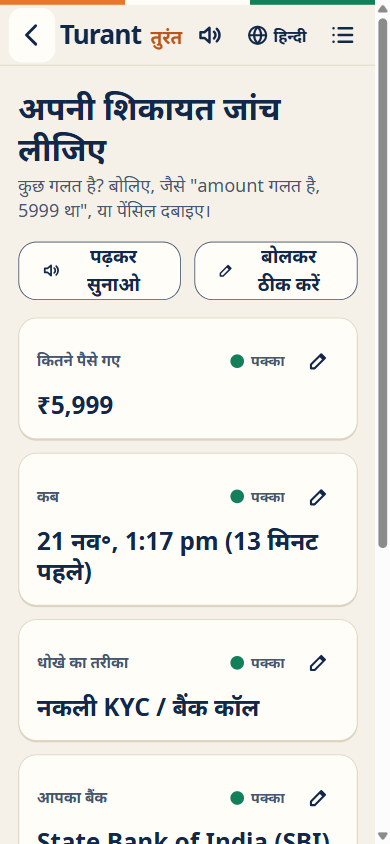 Turant तुरंत हिन्दी
अपनी शिकायत जांच
लीजिए
कुछ गलत है? बोलिए, जैसे "amount गलत है,
5999 था", या पेंसिल दबाइए।
पढ़कर
सुनाओ
बोलकर
ठीक करें
कितने पैसे गए पक्का
₹5,999
कब पक्का
21 नव॰, 1:17 pm (13 मिनट
पहले)
धोखे का तरीका पक्का
नकली KYC / बैंक कॉल
आपका बैंक पक्का
State Bank of India (SBI)